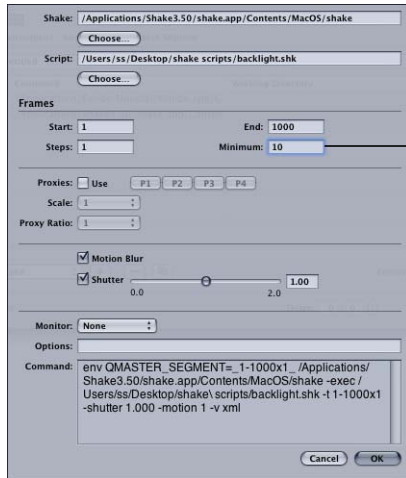 Shake: /Applications/Shake3.50/shake.app/Contents/MacOS/shake
Choose...
Script: /Users/ss/Desktop/shake scripts/backlight.shk
Choose...
Frames
Start: 1 End: 1000
Steps: 1 Minimum: 10
Proxies: Use P1 P2 P3 P4
Scale: 1
Proxy Ratio: 1
Motion Blur
Shutter 1.00
0.0 2.0
Monitor: None
Options:
Command: env QMASTER_SEGMENT=_1-1000x1_ /Applications/
Shake3.50/shake.app/Contents/MacOS/shake -exec /
Users/ss/Desktop/shake\ scripts/backlight.shk -t 1-1000x1
-shutter 1.000 -motion 1 -v xml
Cancel OK